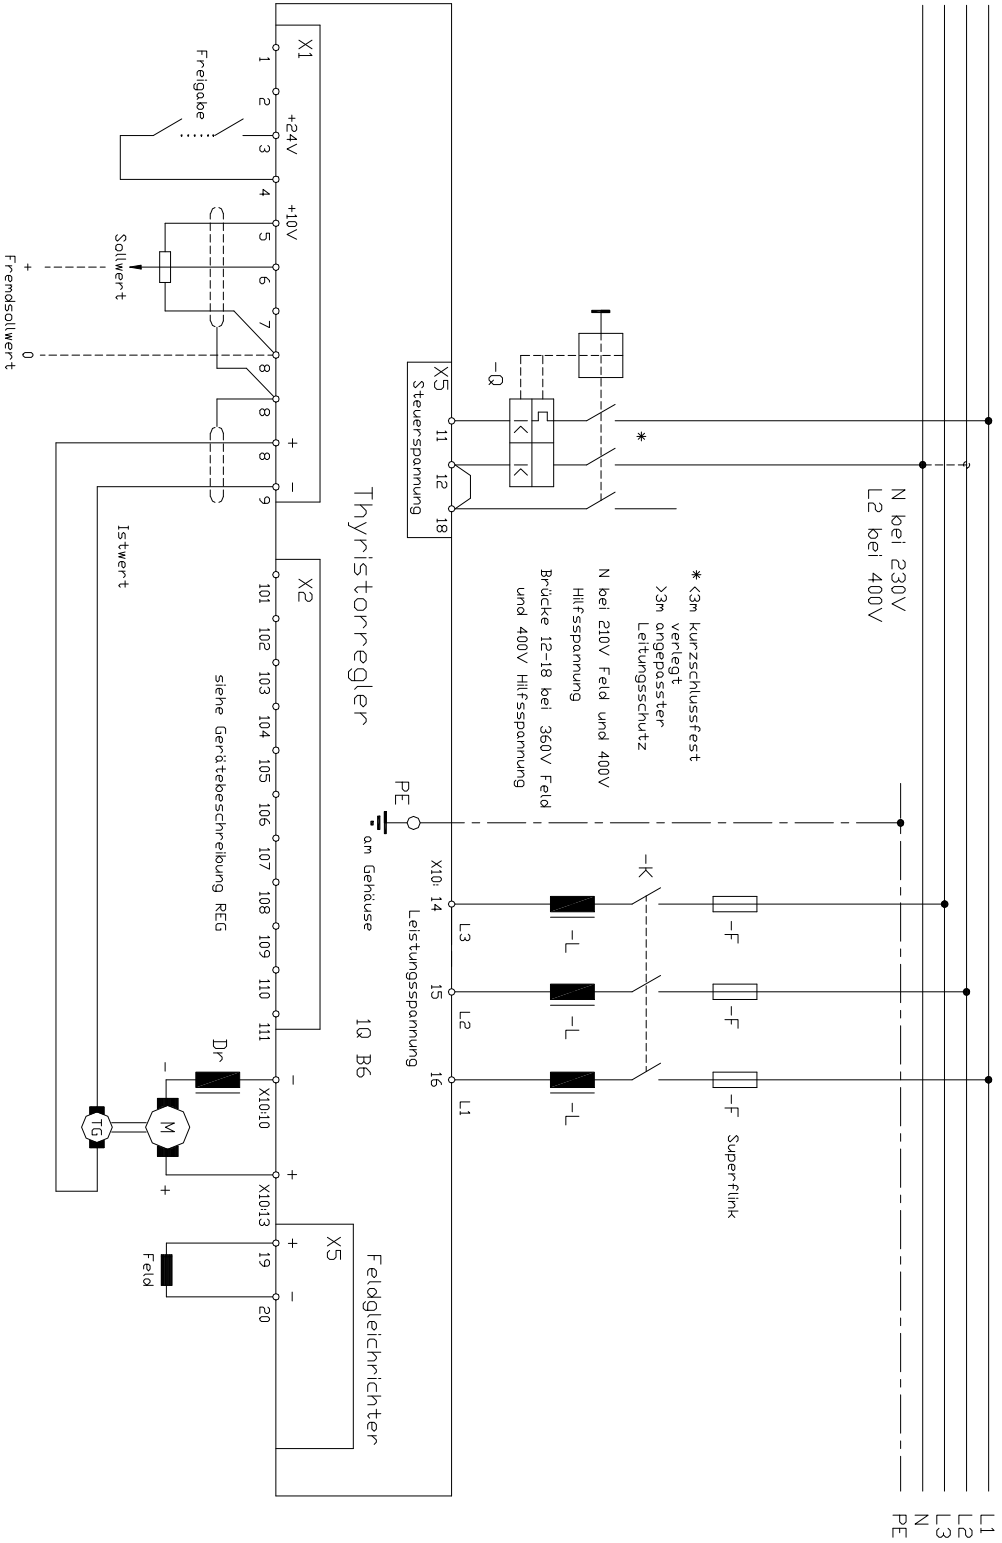 L1
L2
L3
N
PE
N bei 230V
L2 bei 400V
* <3m kurzschlussfest
verlegt
>3m angepasster
Leitungsschutz
N bei 210V Feld und 400V
Hilfsspannung
Brücke 12-18 bei 360V Feld
und 400V Hilfsspannung
*
-Q
I< I<
-F -F -F Superflink
-K
-L -L -L
L3 L2 L1
X5 11 12 18
Steuerspannung
PE
am Gehäuse
X10: 14 15 16
Leistungsspannung
Thyristorregler
1Q B6
Feldgleichrichter
X1
X2
X5
+24V +10V + - - + + -
1 2 3 4 5 6 7 8 8 8 9
101 102 103 104 105 106 107 108 109 110 111
X10:10 X10:13 19 20
Freigabe
siehe Gerätebeschreibung REG
Dr
- M +
Feld
Sollwert
Istwert
TG
+ 0
Fremdsollwert